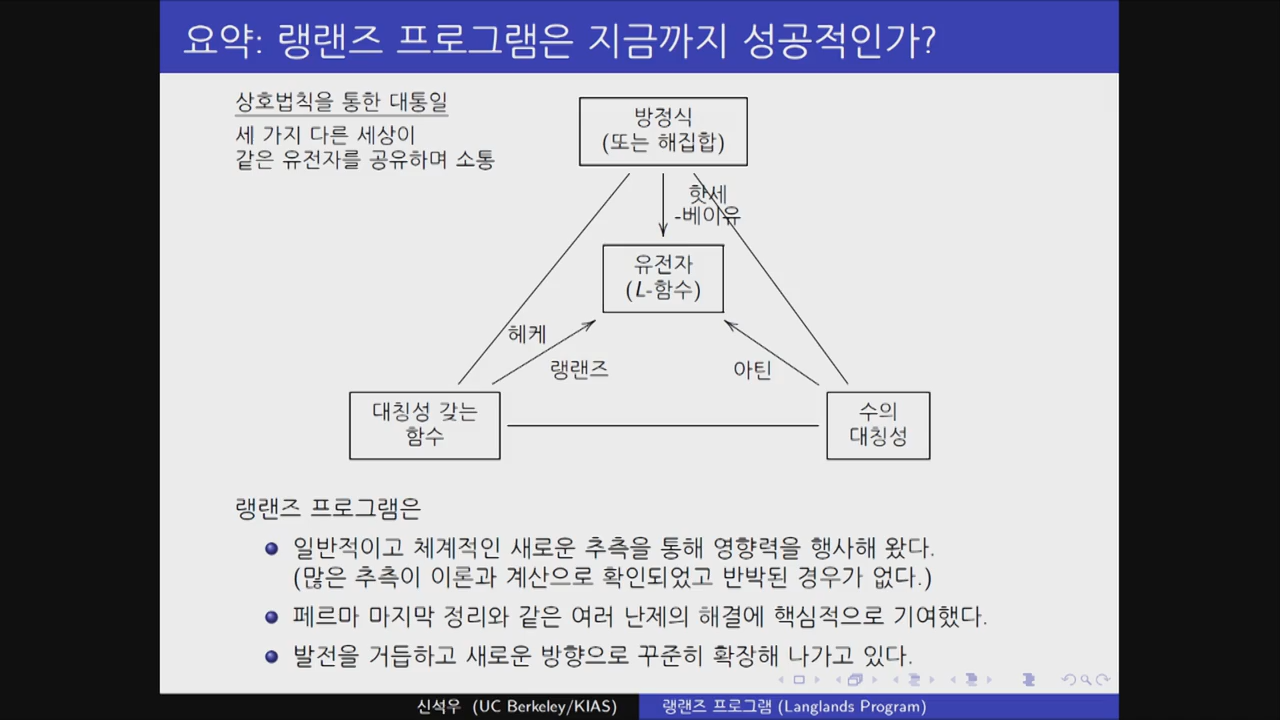 요약: 랭랜즈 프로그램은 지금까지 성공적인가?
상호법칙을 통한 대통일
세 가지 다른 세상이
같은 유전자를 공유하며 소통
방정식
(또는 해집합)
핫세
-베이유
유전자
(L-함수)
헤케
랭랜즈
아틴
대칭성 갖는
함수
수의
대칭성
랭랜즈 프로그램은
일반적이고 체계적인 새로운 추측을 통해 영향력을 행사해 왔다.
(많은 추측이 이론과 계산으로 확인되었고 반박된 경우가 없다.)
페르마 마지막 정리와 같은 여러 난제의 해결에 핵심적으로 기여했다.
발전을 거듭하고 새로운 방향으로 꾸준히 확장해 나가고 있다.
신석우 (UC Berkeley/KIAS)
랭랜즈 프로그램 (Langlands Program)